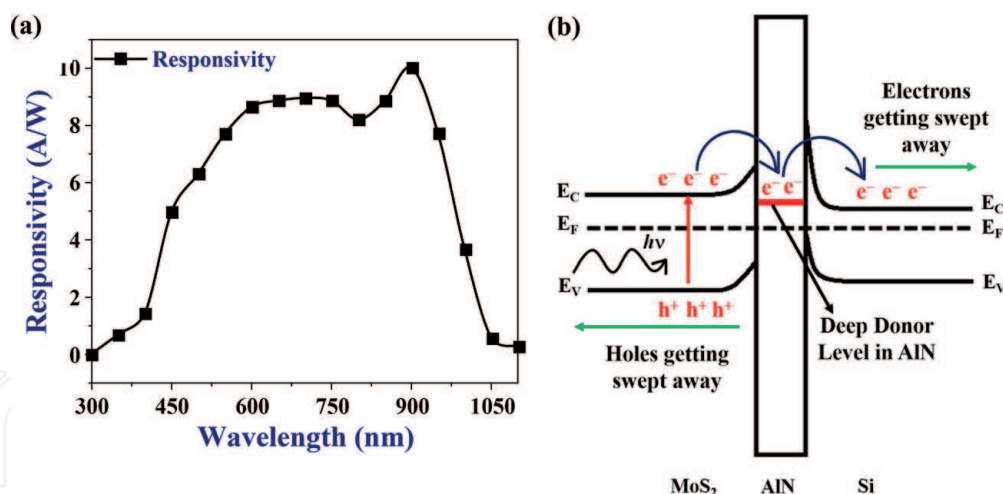 (a)
Responsivity
Responsivity (A/W)
10
8
6
4
2
0
300 450 600 750 900 1050
Wavelength (nm)
(b)
Electrons
getting swept
away
e⁻ e⁻ e⁻
e⁻ e⁻
e⁻ e⁻ e⁻
E_C
E_C
E_F
E_F
hν
E_V
E_V
h⁺ h⁺ h⁺
Holes getting
swept away
Deep Donor
Level in AlN
MoS₂ AlN Si